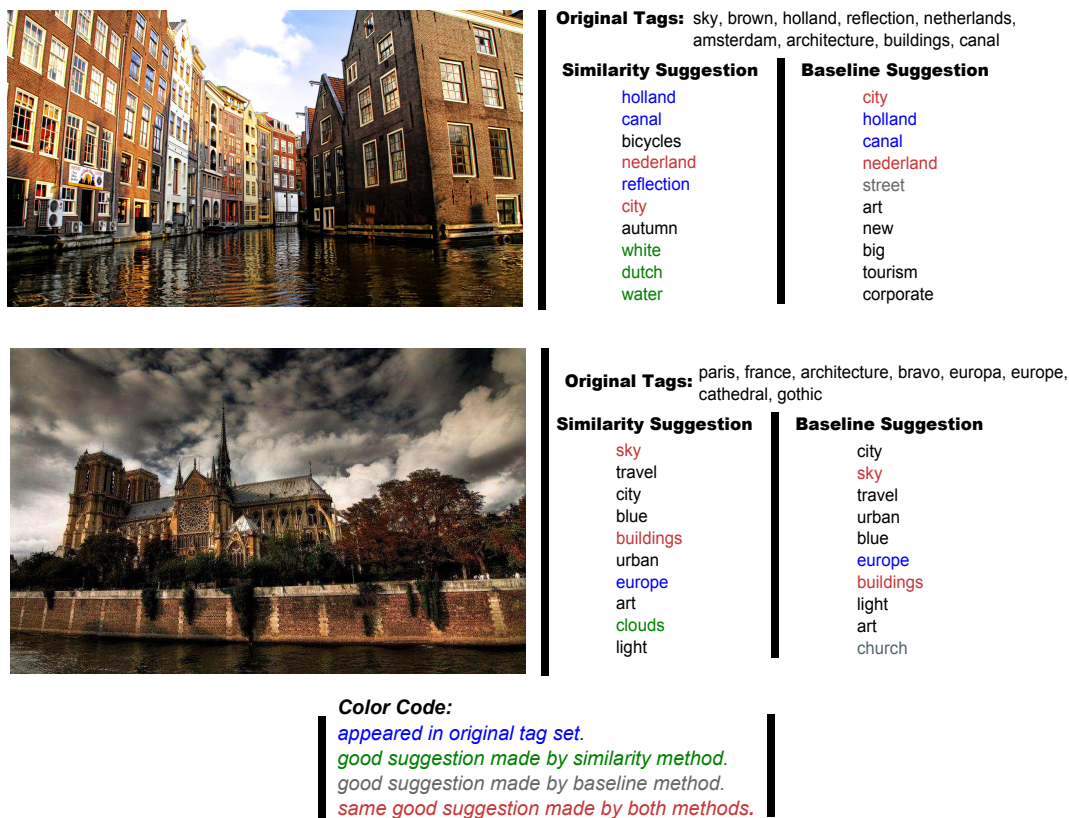 Original Tags: sky, brown, holland, reflection, netherlands,
amsterdam, architecture, buildings, canal
Similarity Suggestion
holland
canal
bicycles
nederland
reflection
city
autumn
white
dutch
water
Baseline Suggestion
city
holland
canal
nederland
street
art
new
big
tourism
corporate
Original Tags: paris, france, architecture, bravo, europa, europe,
cathedral, gothic
Similarity Suggestion
sky
travel
city
blue
buildings
urban
europe
art
clouds
light
Baseline Suggestion
city
sky
travel
urban
blue
europe
buildings
light
art
church
Color Code:
appeared in original tag set.
good suggestion made by similarity method.
good suggestion made by baseline method.
same good suggestion made by both methods.